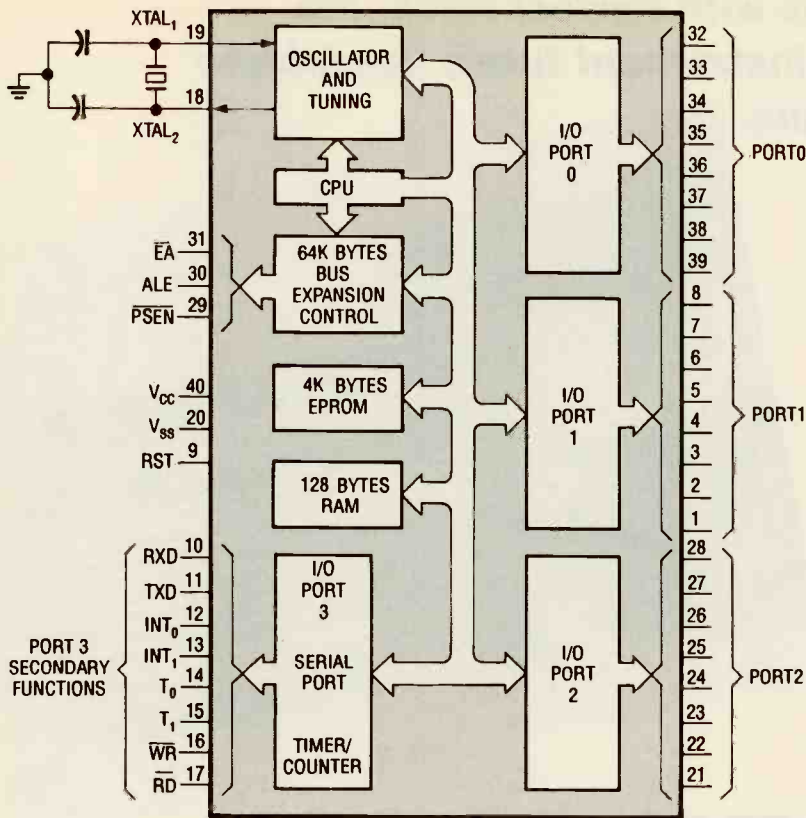 XTAL1
19
18
XTAL2
OSCILLATOR
AND
TUNING
CPU
EA 31
ALE 30
PSEN 29
64K BYTES
BUS
EXPANSION
CONTROL
VCC 40
VSS 20
RST 9
4K BYTES
EPROM
128 BYTES
RAM
PORT 3
SECONDARY
FUNCTIONS
RXD 10
TXD 11
INT0 12
INT1 13
T0 14
T1 15
WR 16
RD 17
I/O
PORT
3
SERIAL
PORT
TIMER/
COUNTER
I/O
PORT
0
32
33
34
35
36
37
38
39
PORT0
I/O
PORT
1
8
7
6
5
4
3
2
1
PORT1
I/O
PORT
2
28
27
26
25
24
23
22
21
PORT2